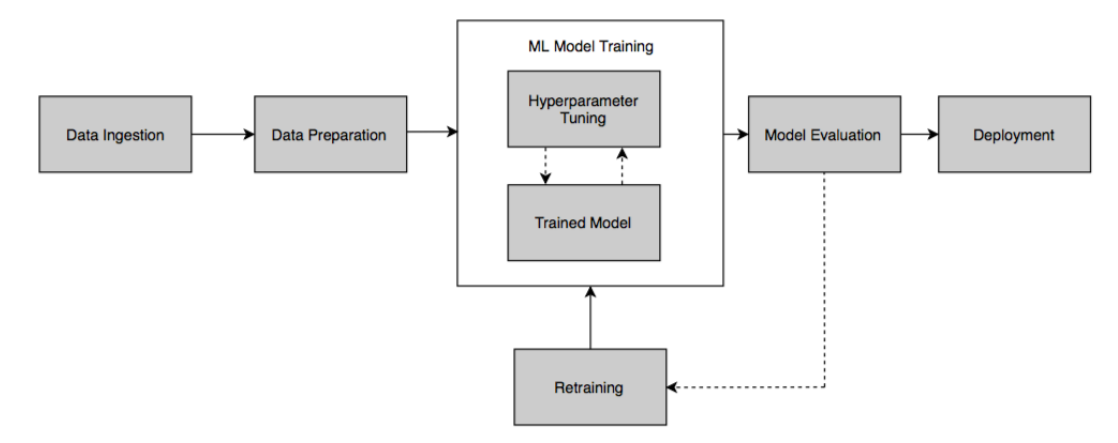 ML Model Training
Hyperparameter
Tuning
Data Ingestion
Data Preparation
Model Evaluation
Deployment
Trained Model
Retraining